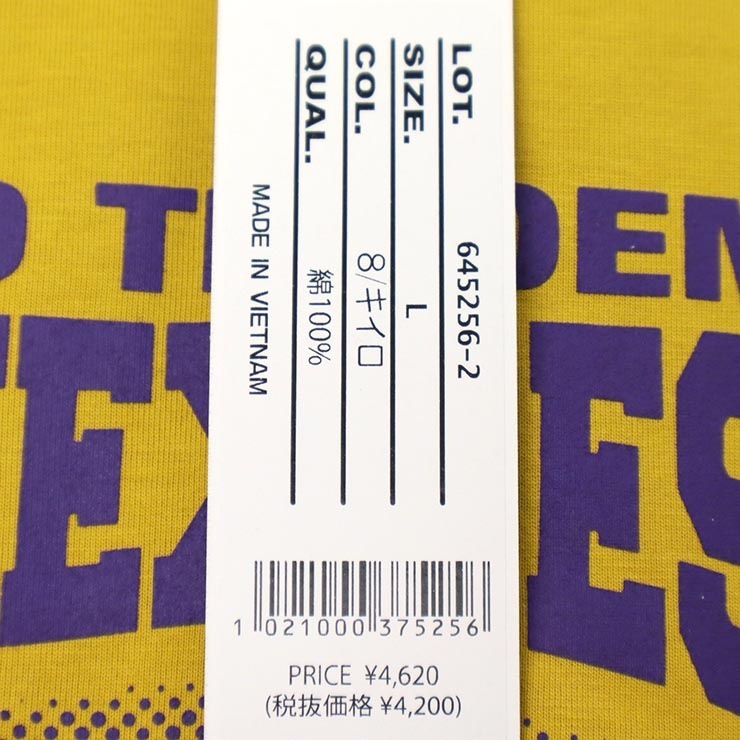 LOT. 645256-2
SIZE. L
COL. 8/キイロ
QUAL. 綿100%
MADE IN VIETNAM
1 021000 375256
PRICE ¥4,620
(税抜価格 ¥4,200)